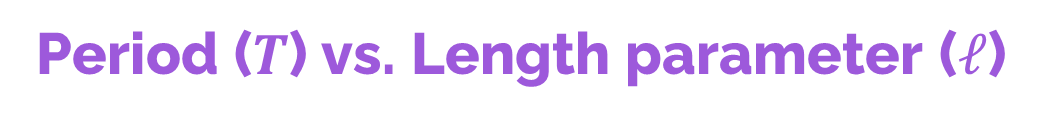 Period (T) vs. Length parameter (ℓ)